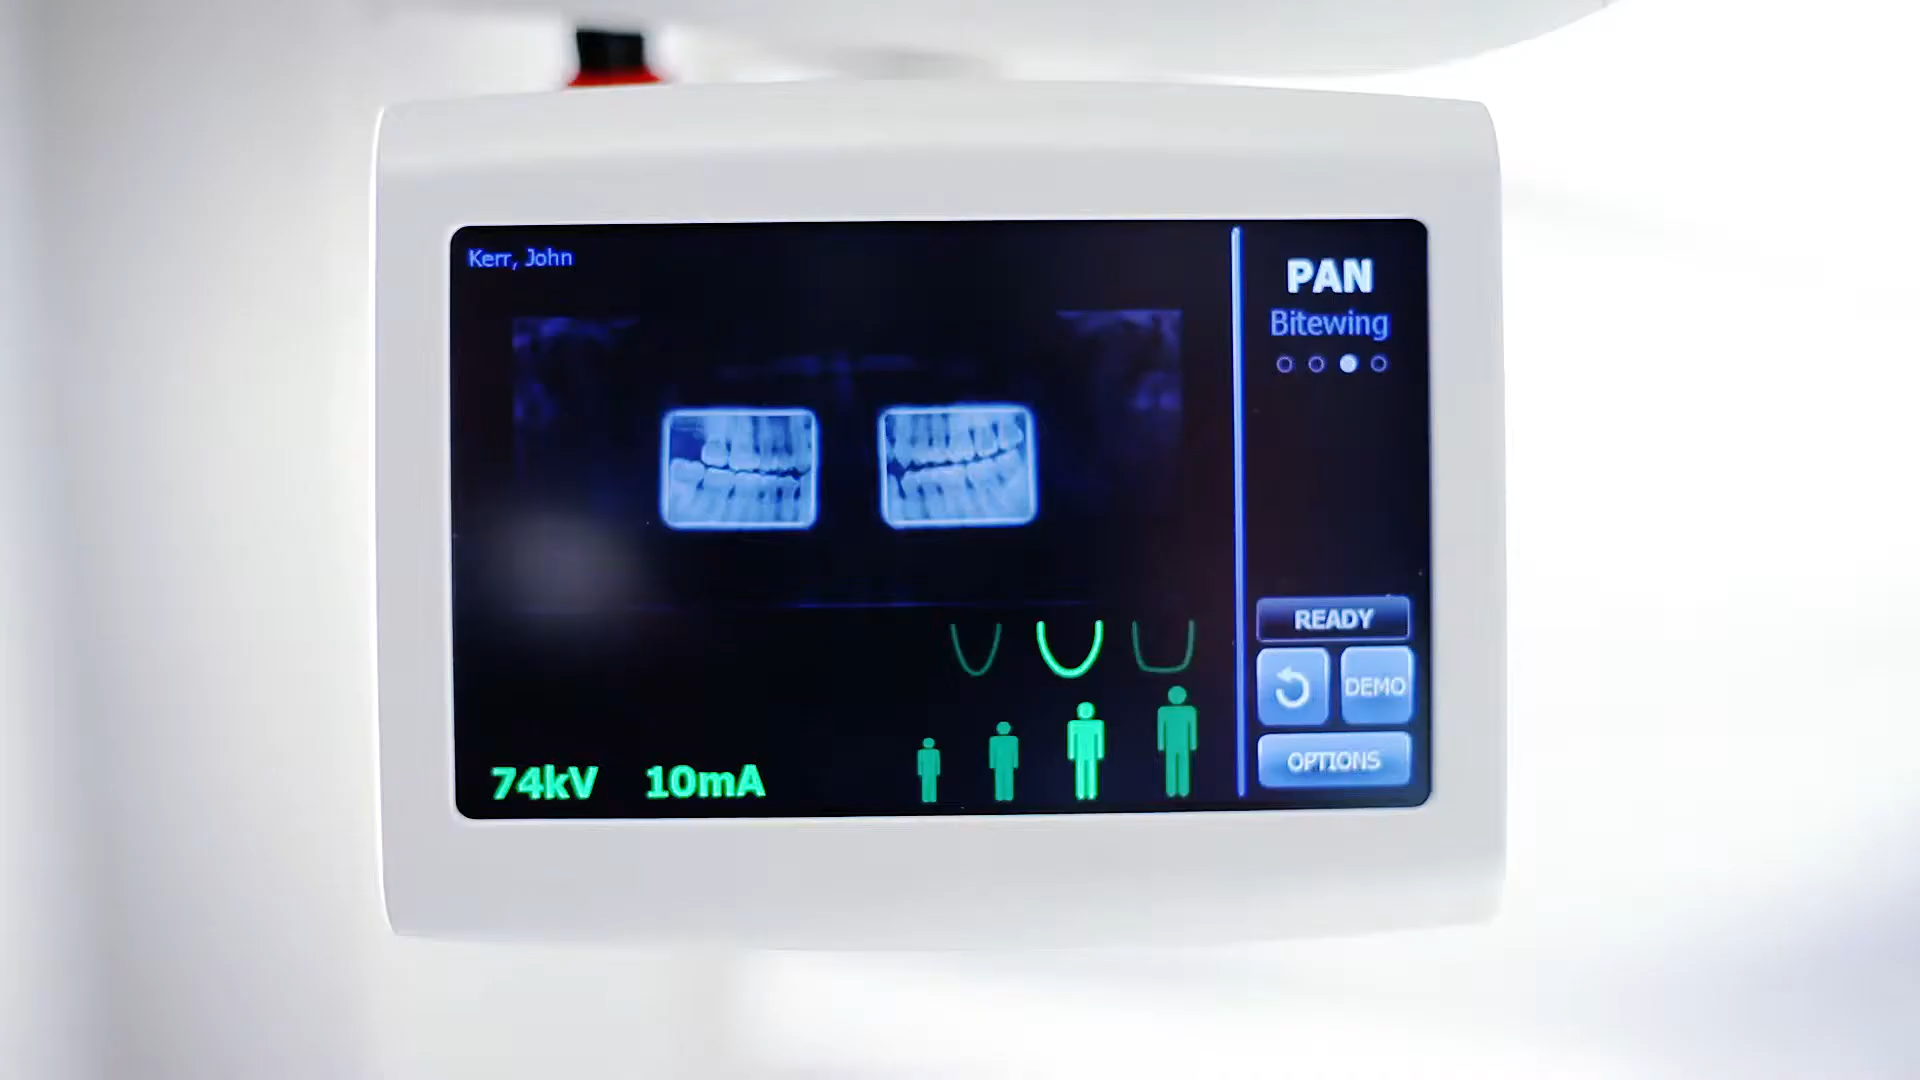 Kerr, John
PAN
Bitewing
READY
DEMO
OPTIONS
74kV 10mA